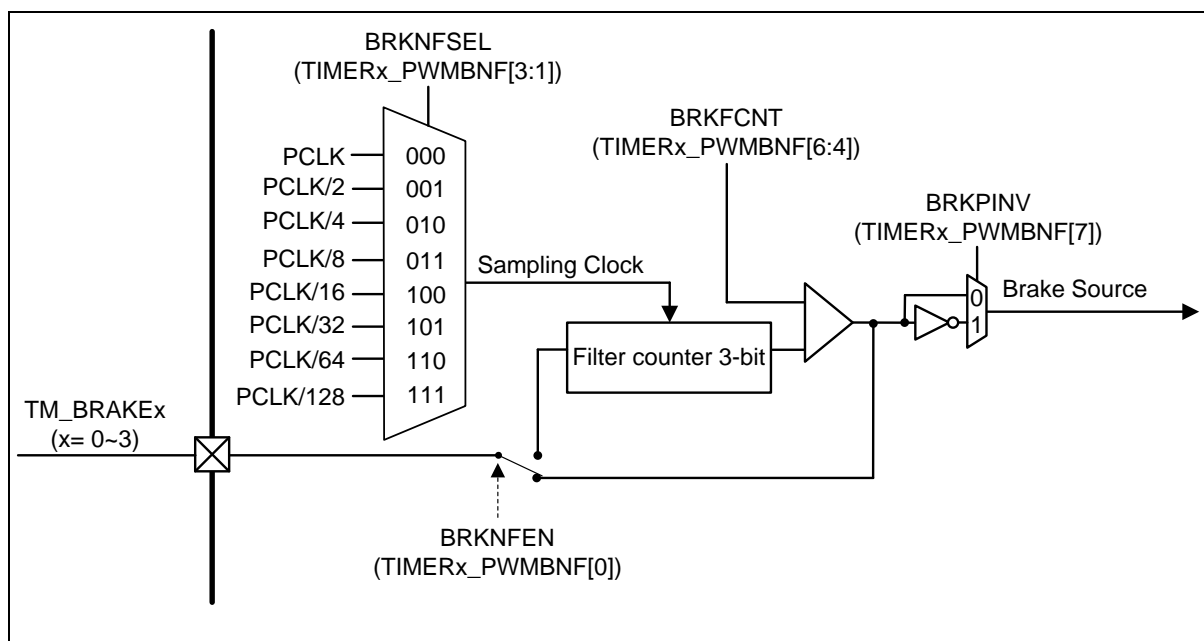 BRKNFSEL
(TIMERx_PWMBNF[3:1])
BRKFCNT
(TIMERx_PWMBNF[6:4])
BRKPINV
(TIMERx_PWMBNF[7])
PCLK
000
PCLK/2
001
PCLK/4
010
PCLK/8
011
PCLK/16
100
PCLK/32
101
PCLK/64
110
PCLK/128
111
Sampling Clock
Filter counter 3-bit
0
1
Brake Source
TM_BRAKEx
(x= 0~3)
BRKNFEN
(TIMERx_PWMBNF[0])